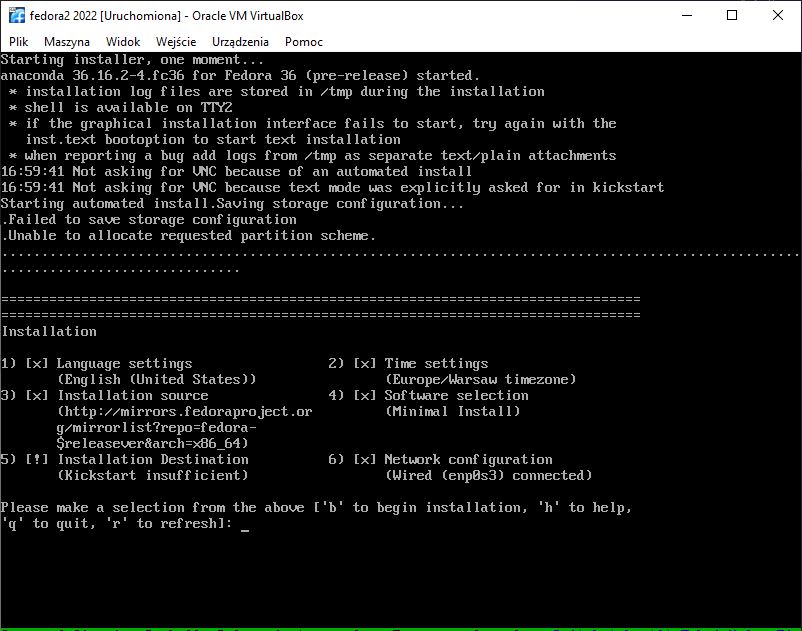 fedora2 2022 [Uruchomiona] - Oracle VM VirtualBox
Plik Maszyna Widok Wejście Urządzenia Pomoc
Starting installer, one moment...
anaconda 36.16.2-4.fc36 for Fedora 36 (pre-release) started.
* installation log files are stored in /tmp during the installation
* shell is available on TTY2
* if the graphical installation interface fails to start, try again with the
inst.text bootoption to start text installation
* when reporting a bug add logs from /tmp as separate text/plain attachments
16:59:41 Not asking for VNC because of an automated install
16:59:41 Not asking for VNC because text mode was explicitly asked for in kickstart
Starting automated install.Saving storage configuration...
.Failed to save storage configuration
.Unable to allocate requested partition scheme.
....................................................................................................
..............................
================================================================================
================================================================================
Installation
1) [x] Language settings 2) [x] Time settings
(English (United States)) (Europe/Warsaw timezone)
3) [x] Installation source 4) [x] Software selection
(http://mirrors.fedoraproject.or (Minimal Install)
g/mirrorlist?repo=fedora-
$releasever&arch=x86_64)
5) [!] Installation Destination 6) [x] Network configuration
(Kickstart insufficient) (Wired (enp0s3) connected)
Please make a selection from the above ['b' to begin installation, 'h' to help,
'q' to quit, 'r' to refresh]: _